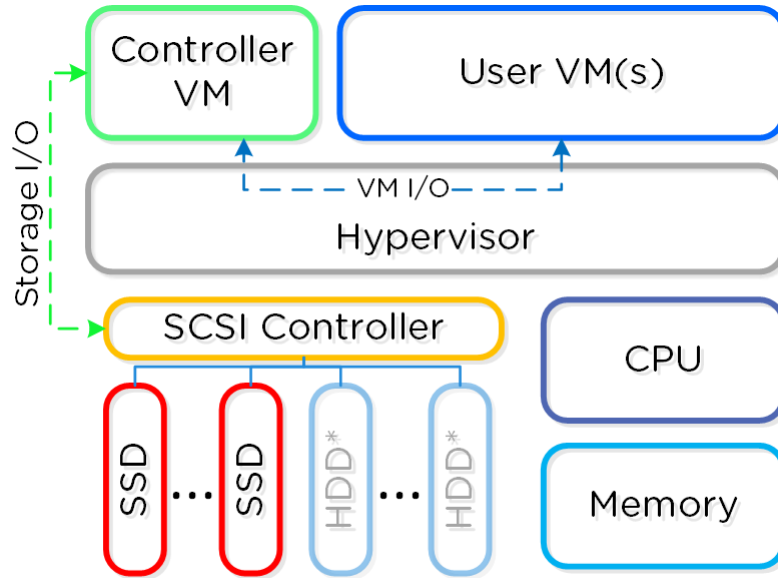 Controller
VM
User VM(s)
Storage I/O
VM I/O
Hypervisor
SCSI Controller
CPU
SSD
...
SSD
HDD*
...
HDD*
Memory